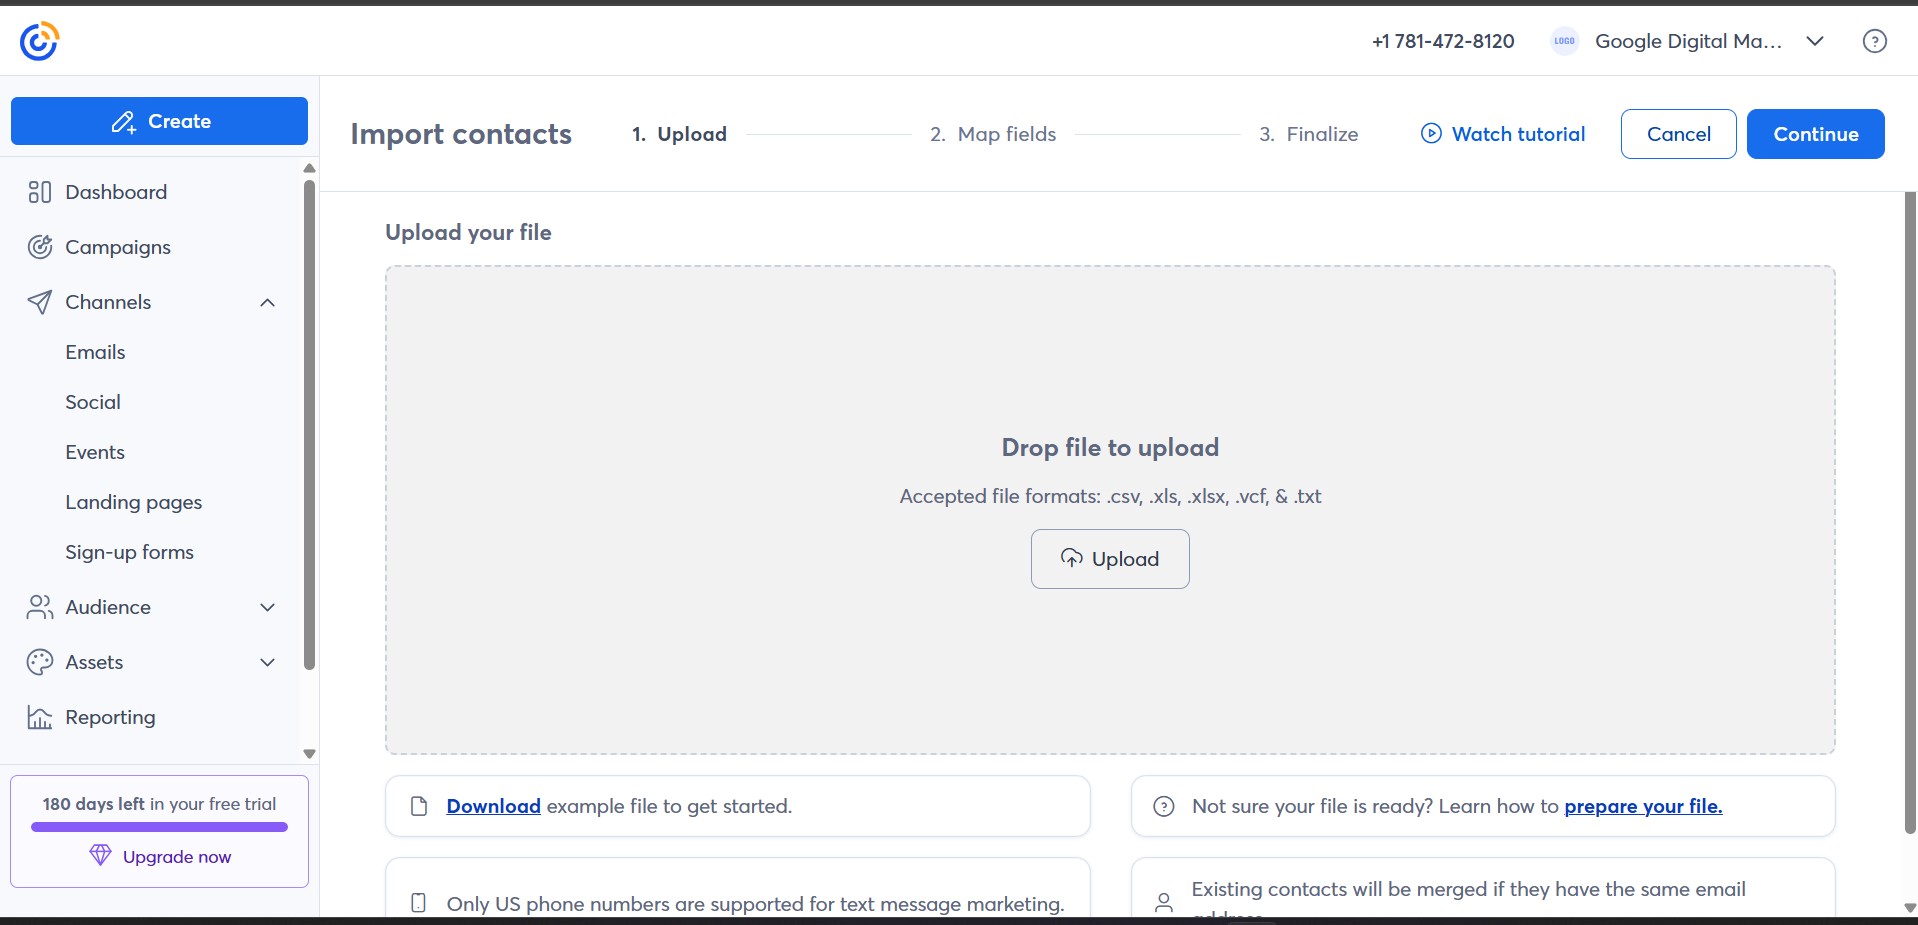 +1 781-472-8120
LOGO
Google Digital Ma...
Create
Import contacts
1. Upload
2. Map fields
3. Finalize
Watch tutorial
Cancel
Continue
Dashboard
Campaigns
Channels
Emails
Social
Events
Landing pages
Sign-up forms
Audience
Assets
Reporting
180 days left in your free trial
Upgrade now
Upload your file
Drop file to upload
Accepted file formats: .csv, .xls, .xlsx, .vcf, & .txt
Upload
Download example file to get started.
Not sure your file is ready? Learn how to prepare your file.
Only US phone numbers are supported for text message marketing.
Existing contacts will be merged if they have the same email
address